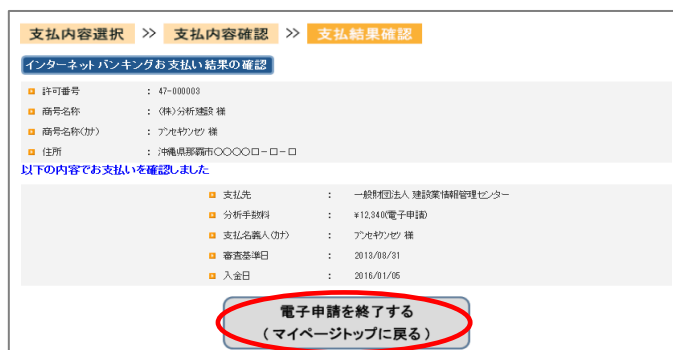 支払内容選択 >> 支払内容確認 >> 支払結果確認
インターネットバンキングお支払い結果の確認
許可番号 : 47-000003
商号名称 : (株)分析建設 様
商号名称(カナ) : ブンセキケンセツ 様
住所 : 沖縄県那覇市〇〇〇〇ロ-ロ-ロ
以下の内容でお支払いを確認しました
支払先 : 一般財団法人 建設業情報管理センター
分析手数料 : ¥12,340(電子申請)
支払名義人(カナ) : ブンセキケンセツ 様
審査基準日 : 2013/08/31
入金日 : 2016/01/05
電子申請を終了する
(マイページトップに戻る)